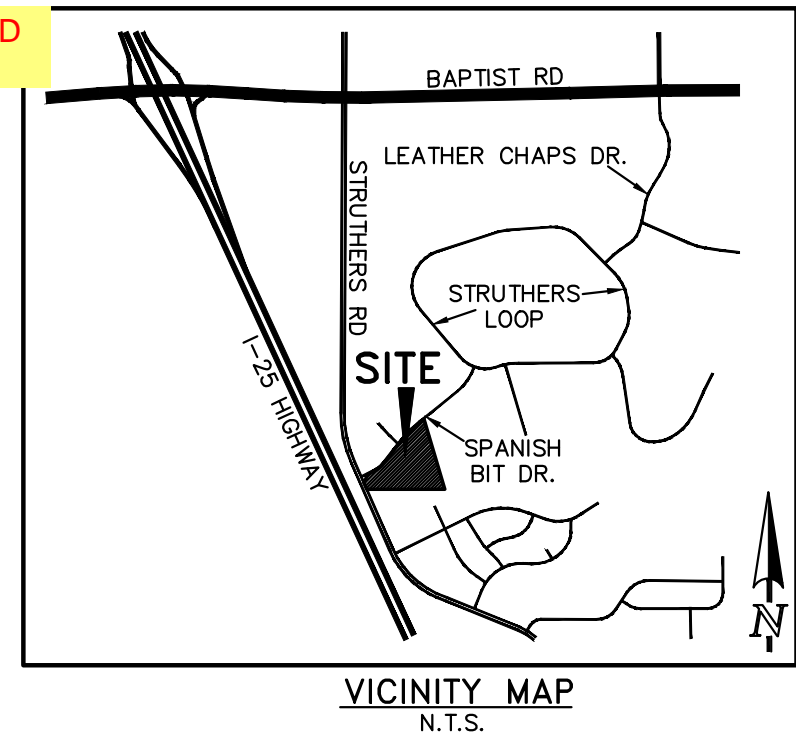 D
BAPTIST RD
LEATHER CHAPS DR.
STRUTHERS RD
STRUTHERS
LOOP
SITE
I-25 HIGHWAY
SPANISH
BIT DR.
N
VICINITY MAP
N.T.S.